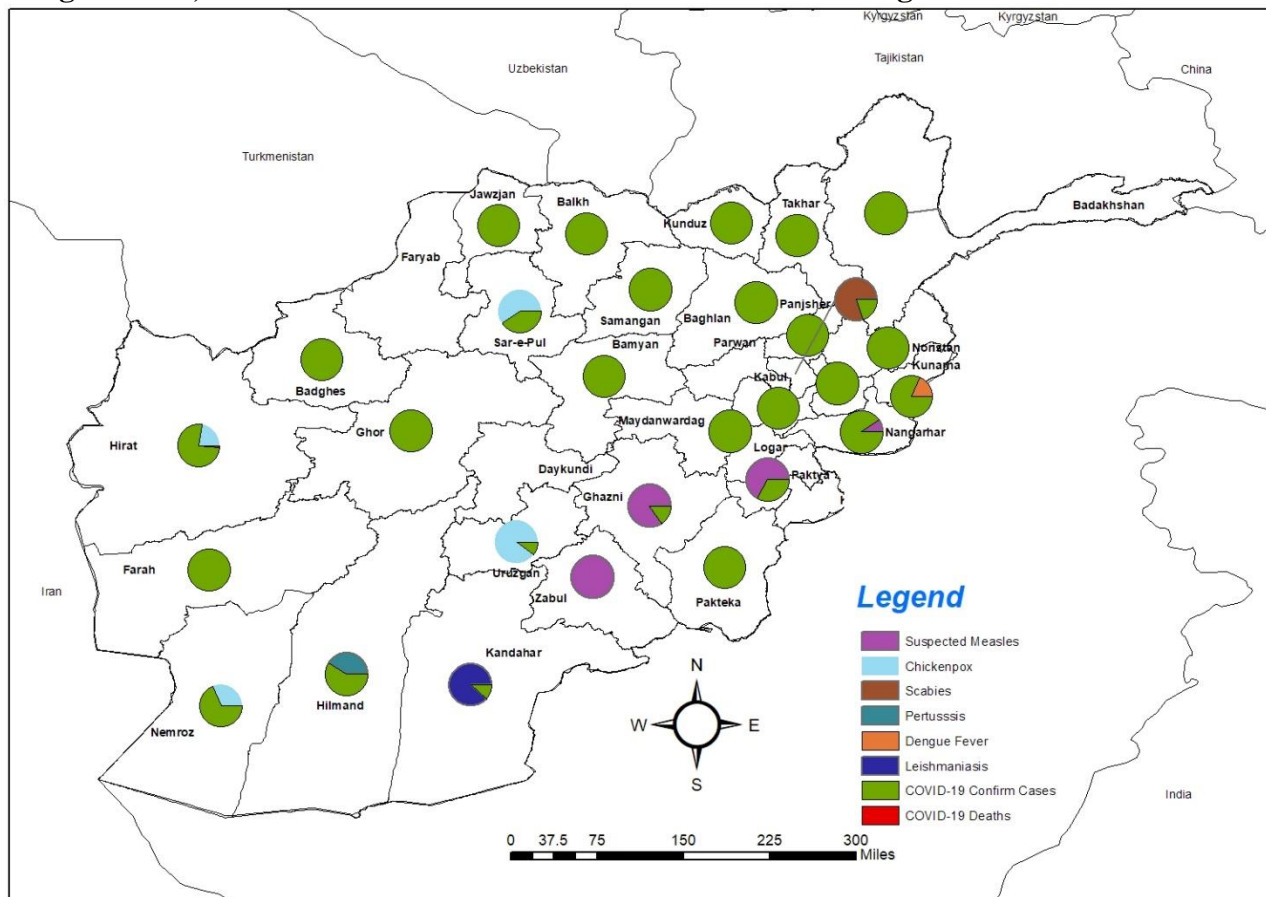 Kyrgyzstan
Kyrgyzstan
Tajikistan
Uzbekistan
China
Turkmenistan
Jawzjan
Balkh
Kunduz
Takhar
Badakhshan
Faryab
Samangan
Baghlan
Panjsher
Sar-e-Pul
Bamyan
Parwan
Nonstan
Kunarha
Badghes
Kabul
Maydanwardag
Nangarhar
Hirat
Ghor
Logar
Daykundi
Paktya
Ghazni
Farah
Uruzgan
Zabul
Pakteka
Iran
Kandahar
Hilmand
Nemroz
India
N
W
E
S
Legend
Suspected Measles
Chickenpox
Scabies
Pertusssis
Dengue Fever
Leishmaniasis
COVID-19 Confirm Cases
COVID-19 Deaths
0 37.5 75 150 225 300
Miles